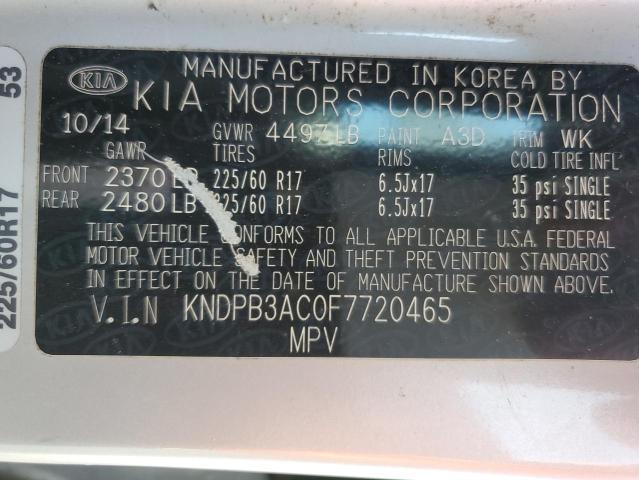 KIA
MANUFACTURED IN KOREA BY
KIA MOTORS CORPORATION
10/14 GVWR 4497LB PAINT A3D TRIM WK
GAWR TIRES RIMS COLD TIRE INFL
FRONT 2370 LB 225/60 R17 6.5Jx17 35 psi SINGLE
REAR 2480 LB 225/60 R17 6.5Jx17 35 psi SINGLE
THIS VEHICLE CONFORMS TO ALL APPLICABLE U.S.A. FEDERAL
MOTOR VEHICLE SAFETY AND THEFT PREVENTION STANDARDS
IN EFFECT ON THE DATE OF MANUFACTURE SHOWN ABOVE.
V.I.N KNDPB3AC0F7720465
MPV
225/60R17 53